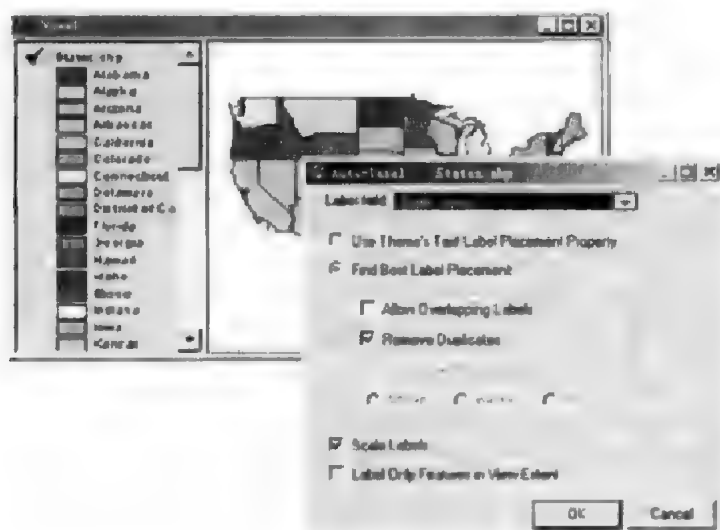 View1
States.shp
Alabama
Alaska
Arizona
Arkansas
California
Colorado
Connecticut
Delaware
District of Co
Florida
Georgia
Hawaii
Idaho
Illinois
Indiana
Iowa
Kansas
Auto-label States.shp
Label field
Use Theme's Text Label Placement Property
Find Best Label Placement
Allow Overlapping Labels
Remove Duplicates
Scale Labels
Label Only Features in View Extent
OK Cancel